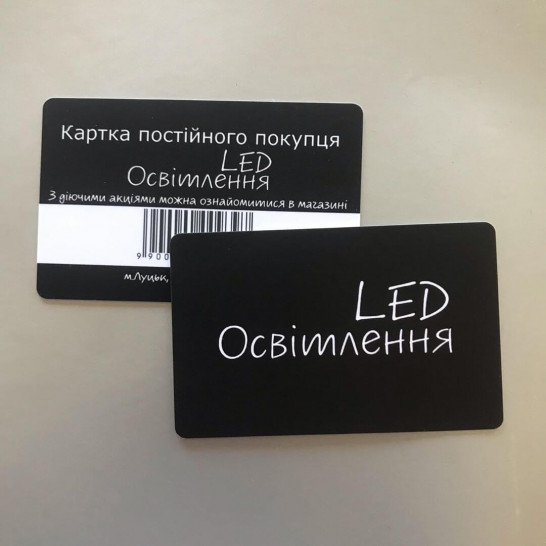 Картка постійного покупця
LED
Освітлення
З діючими акціями можна ознайомитися в магазині
м.Луцьк,
LED
Освітлення